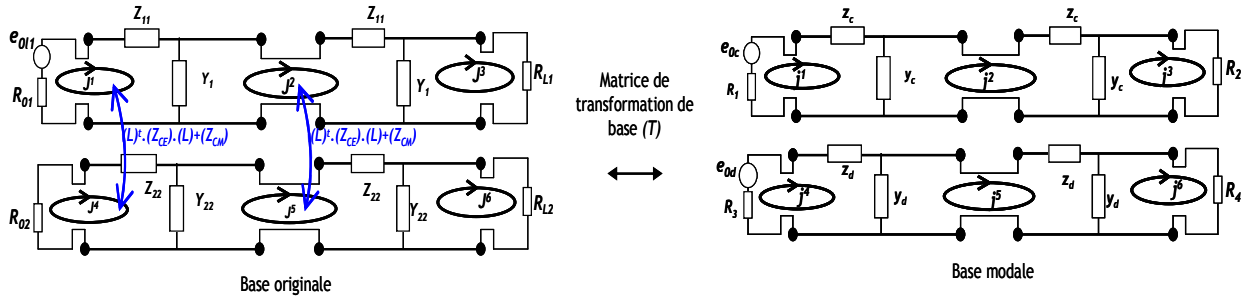 Z11 Z11
e0l1
R01 J1 Y1 J2 Y1 J3 RL1
(L)t.(ZCE).(L)+(ZCM) (L)t.(ZCE).(L)+(ZCM)
R02 J4 Z22 Y22 J5 Z22 Y22 J6 RL2
Base originale
Matrice de
transformation de
base (T)
zc zc
e0c
R1 j1 yc j2 yc j3 R2
e0d zd zd
R3 j4 yd j5 yd j6 R4
Base modale